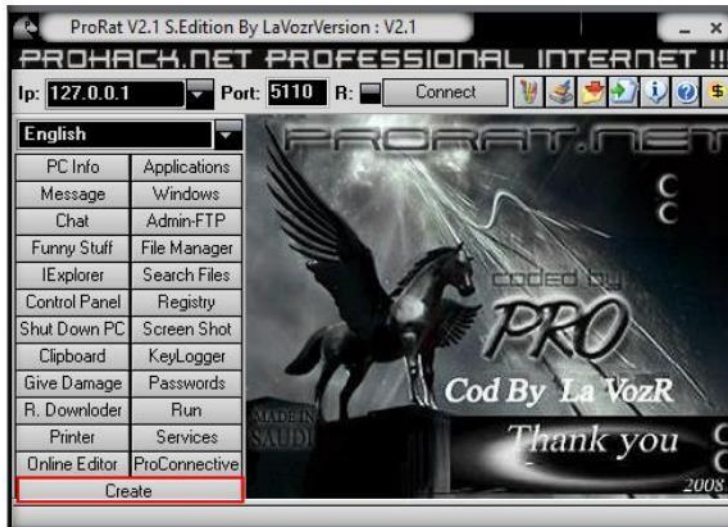 ProRat V2.1 S.Edition By LaVozrVersion : V2.1
PROHACK.NET PROFESSIONAL INTERNET !!!
Ip: 127.0.0.1 Port: 5110 R: Connect
English
PC Info Applications
Message Windows
Chat Admin-FTP
Funny Stuff File Manager
IExplorer Search Files
Control Panel Registry
Shut Down PC Screen Shot
Clipboard KeyLogger
Give Damage Passwords
R. Downloder Run
Printer Services
Online Editor ProConnective
Create
PRORAT.NET
coded by
PRO
Cod By La VozR
MADE IN
SAUDI
Thank you
2008